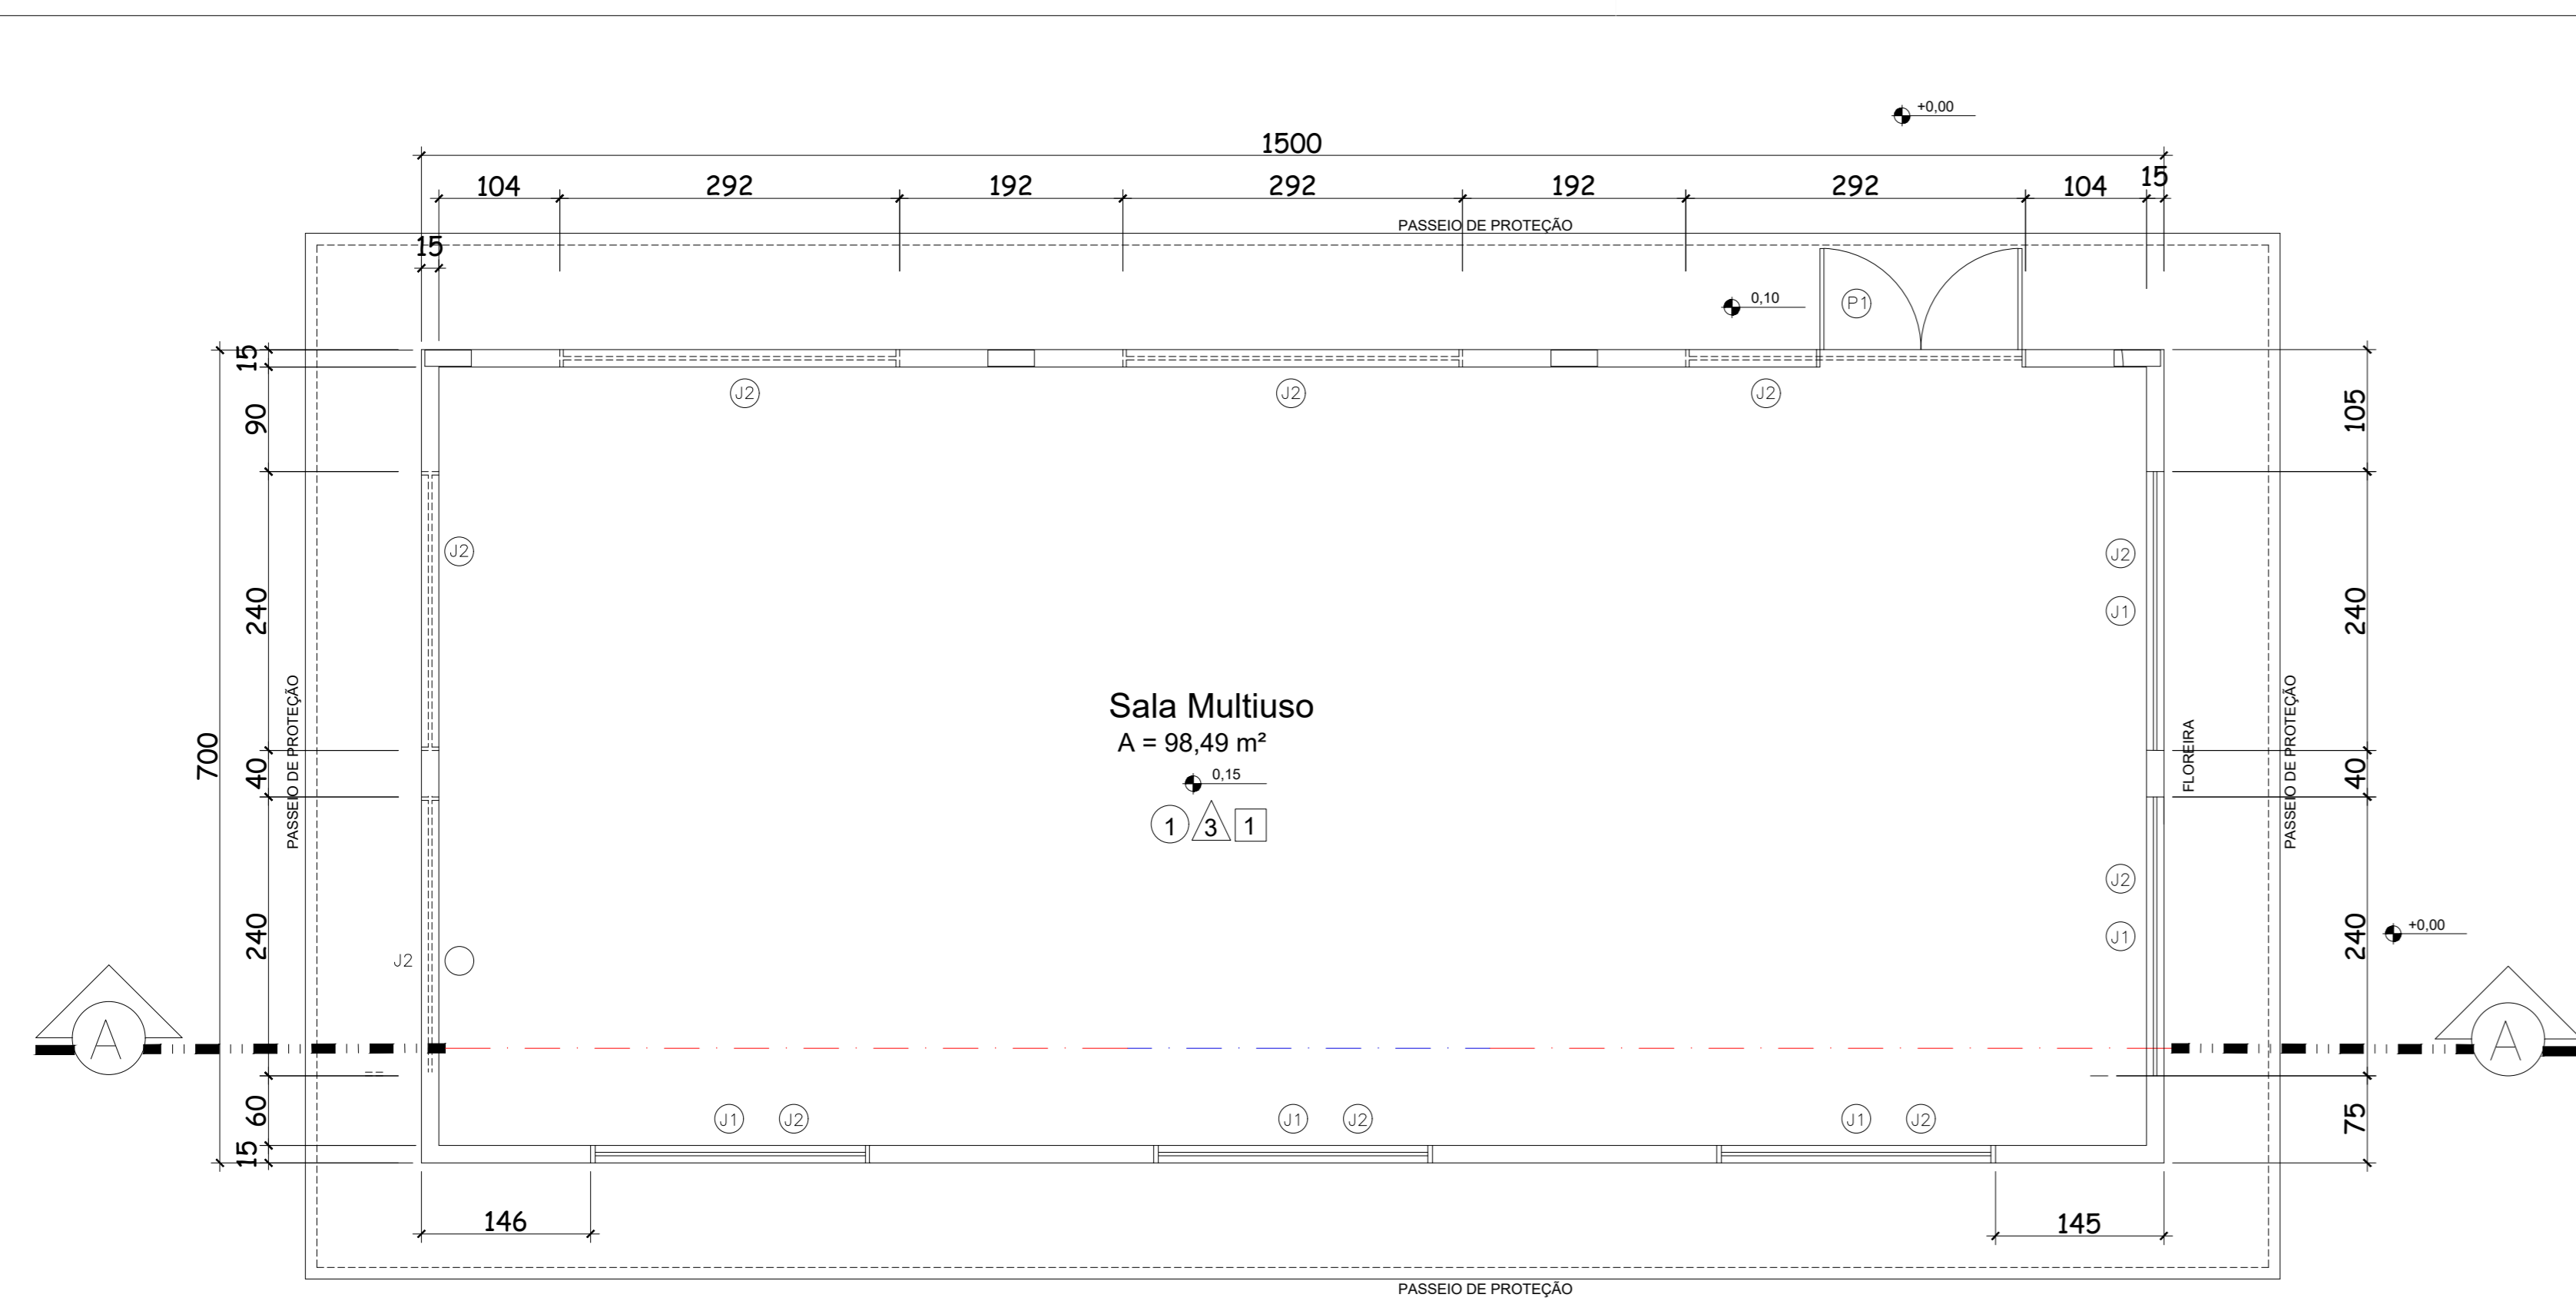 +0,00
1500
104 292 192 292 192 292 104 15
PASSEIO DE PROTEÇÃO
15
0,10
P1
15
J2 J2 J2
90
105
J2
J2
240
J1
240
Sala Multiuso
A = 98,49 m²
0,15
1 3 1
700
40
PASSEIO DE PROTEÇÃO
FLOREIRA
PASSEIO DE PROTEÇÃO
40
J2
J1
240
240
+0,00
J2
A
A
60
J1 J2 J1 J2 J1 J2
75
15
146
145
PASSEIO DE PROTEÇÃO